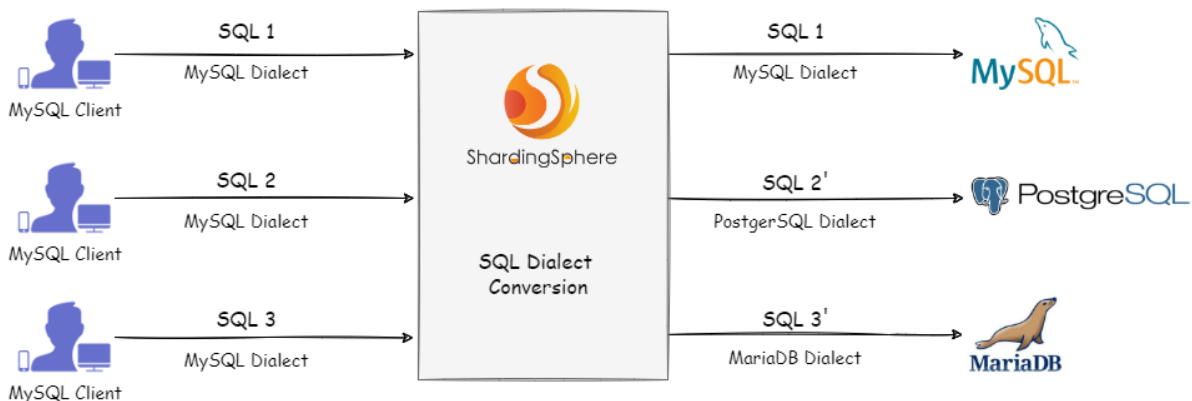 SQL 1
MySQL Dialect
MySQL Client
SQL 2
MySQL Dialect
MySQL Client
SQL 3
MySQL Dialect
MySQL Client
ShardingSphere
SQL Dialect
Conversion
SQL 1
MySQL Dialect
MySQL™
SQL 2'
PostgerSQL Dialect
PostgreSQL
SQL 3'
MariaDB Dialect
MariaDB